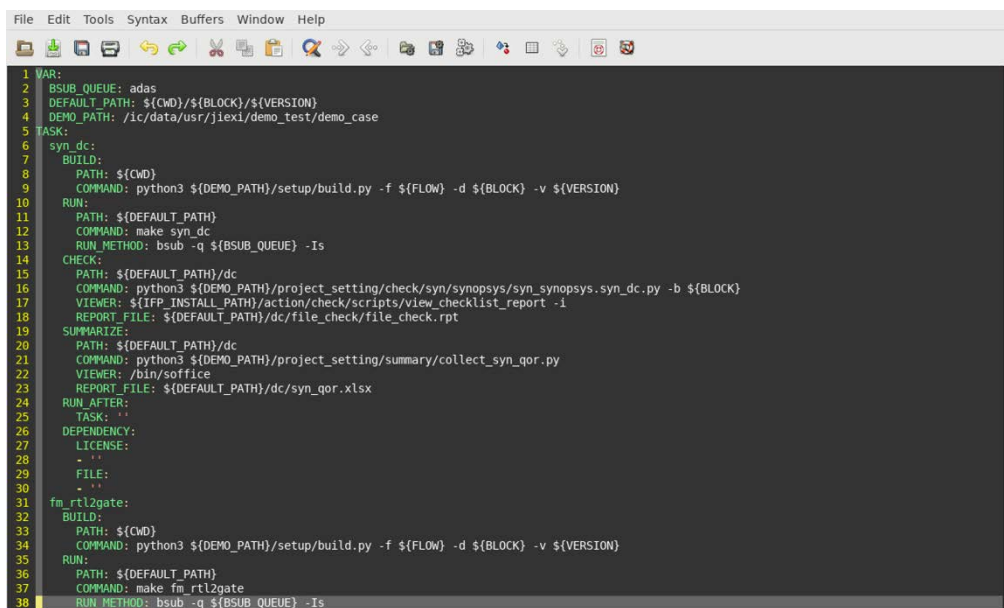 File Edit Tools Syntax Buffers Window Help
1 VAR:
2 BSUB_QUEUE: adas
3 DEFAULT_PATH: ${CWD}/${BLOCK}/${VERSION}
4 DEMO_PATH: /ic/data/usr/jiexi/demo_test/demo_case
5 TASK:
6 syn_dc:
7 BUILD:
8 PATH: ${CWD}
9 COMMAND: python3 ${DEMO_PATH}/setup/build.py -f ${FLOW} -d ${BLOCK} -v ${VERSION}
10 RUN:
11 PATH: ${DEFAULT_PATH}
12 COMMAND: make syn_dc
13 RUN_METHOD: bsub -q ${BSUB_QUEUE} -Is
14 CHECK:
15 PATH: ${DEFAULT_PATH}/dc
16 COMMAND: python3 ${DEMO_PATH}/project_setting/check/syn/synopsys/syn_synopsys.syn_dc.py -b ${BLOCK}
17 VIEWER: ${IFP_INSTALL_PATH}/action/check/scripts/view_checklist_report -i
18 REPORT_FILE: ${DEFAULT_PATH}/dc/file_check/file_check.rpt
19 SUMMARIZE:
20 PATH: ${DEFAULT_PATH}/dc
21 COMMAND: python3 ${DEMO_PATH}/project_setting/summary/collect_syn_qor.py
22 VIEWER: /bin/soffice
23 REPORT_FILE: ${DEFAULT_PATH}/dc/syn_qor.xlsx
24 RUN_AFTER:
25 TASK: ''
26 DEPENDENCY:
27 LICENSE:
28 - ''
29 FILE:
30 - ''
31 fm_rtl2gate:
32 BUILD:
33 PATH: ${CWD}
34 COMMAND: python3 ${DEMO_PATH}/setup/build.py -f ${FLOW} -d ${BLOCK} -v ${VERSION}
35 RUN:
36 PATH: ${DEFAULT_PATH}
37 COMMAND: make fm_rtl2gate
38 RUN_METHOD: bsub -q ${BSUB_QUEUE} -Is